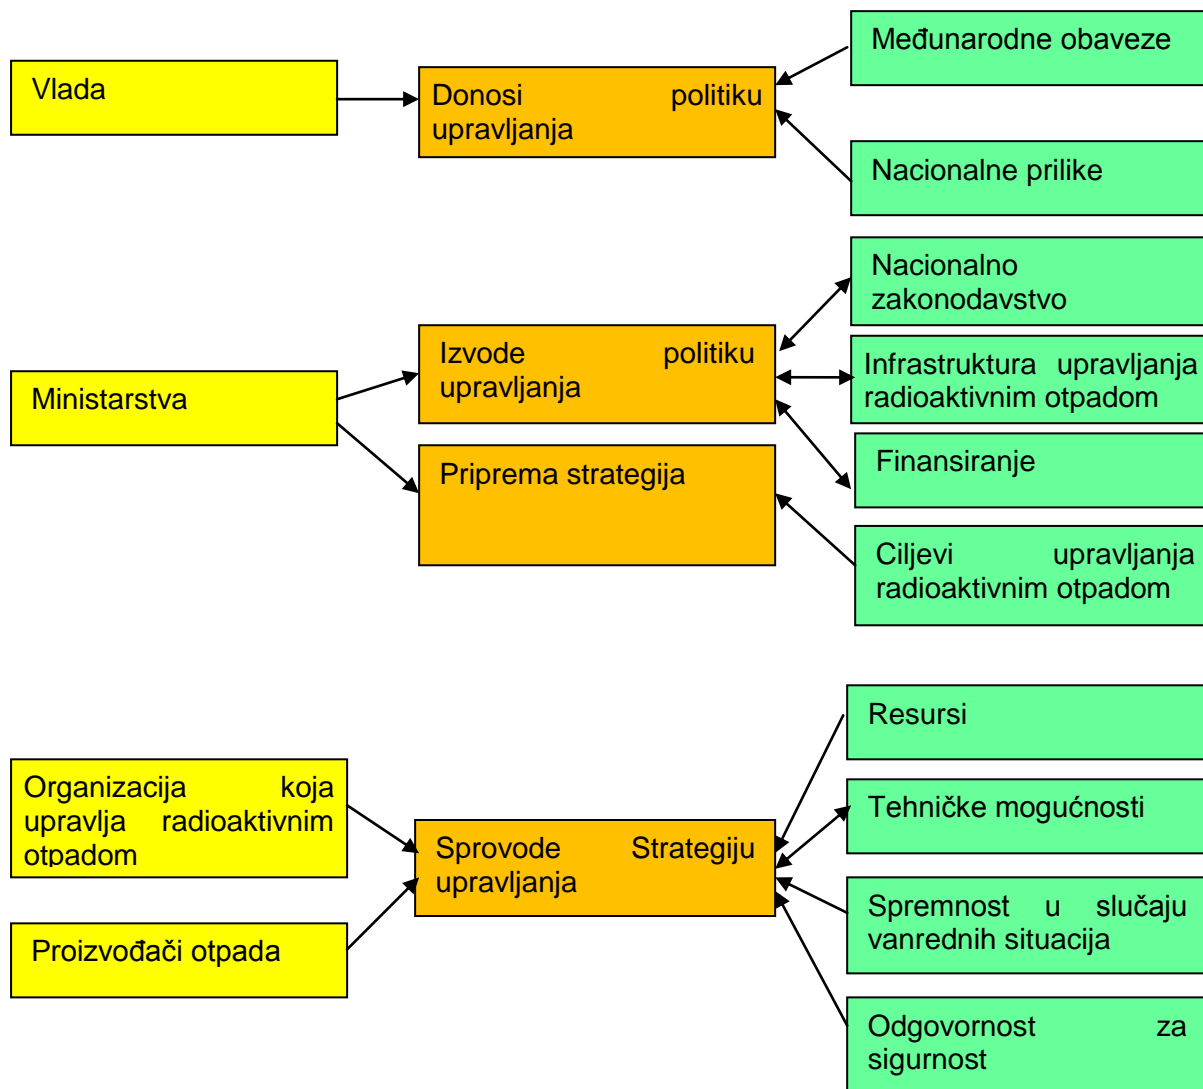 Vlada
Donosi politiku
upravljanja
Međunarodne obaveze
Nacionalne prilike
Ministarstva
Izvode politiku
upravljanja
Priprema strategija
Nacionalno
zakonodavstvo
Infrastruktura upravljanja
radioaktivnim otpadom
Finansiranje
Ciljevi upravljanja
radioaktivnim otpadom
Organizacija koja
upravlja radioaktivnim
otpadom
Proizvođači otpada
Sprovode Strategiju
upravljanja
Resursi
Tehničke mogućnosti
Spremnost u slučaju
vanrednih situacija
Odgovornost za
sigurnost